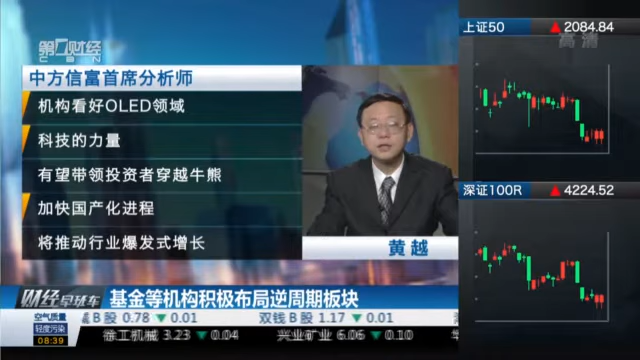 第一财经
CBN
上证50 ▲ 2084.84
高清
中方信富首席分析师
机构看好OLED领域
科技的力量
有望带领投资者穿越牛熊
加快国产化进程
将推动行业爆发式增长
黄越
深证100R ▲ 4224.52
财经早班车
基金等机构积极布局逆周期板块
空气质量
轻度污染
08:39
B股 0.78 ▼ 0.01 双钱B股 1.17 ▼ 0.01
徐工机械 3.23 ▼ 0.04 兴业矿业 6.06 ▼ 0.10